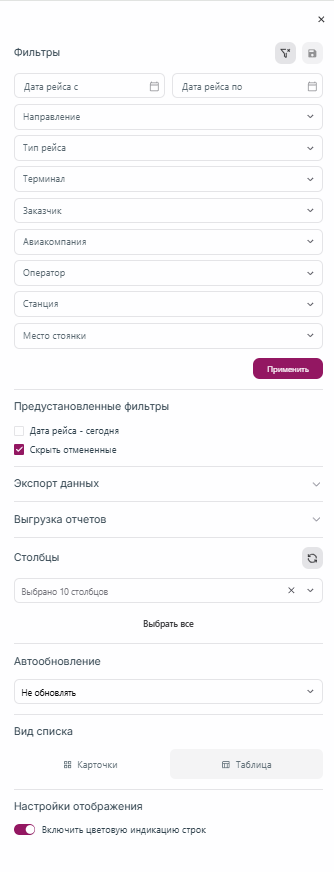 Фильтры
Дата рейса с
Дата рейса по
Направление
Тип рейса
Терминал
Заказчик
Авиакомпания
Оператор
Станция
Место стоянки
Применить
Предустановленные фильтры
Дата рейса - сегодня
Скрыть отмененные
Экспорт данных
Выгрузка отчетов
Столбцы
Выбрано 10 столбцов
Выбрать все
Автообновление
Не обновлять
Вид списка
Карточки
Таблица
Настройки отображения
Включить цветовую индикацию строк